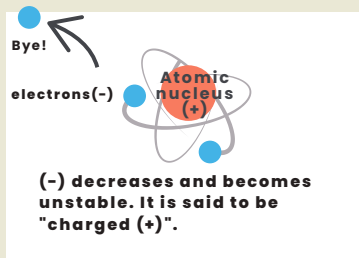 Bye!
electrons(-)
Atomic
nucleus
(+)
(-) decreases and becomes
unstable. It is said to be
"charged (+)".